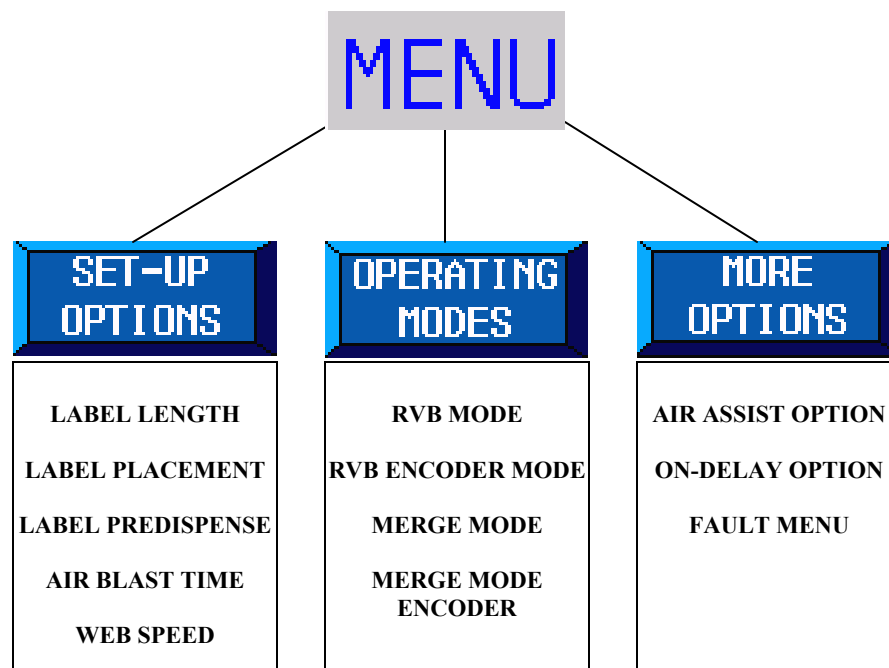 MENU
SET-UP
OPTIONS
LABEL LENGTH
LABEL PLACEMENT
LABEL PREDISPENSE
AIR BLAST TIME
WEB SPEED
OPERATING
MODES
RVB MODE
RVB ENCODER MODE
MERGE MODE
MERGE MODE
ENCODER
MORE
OPTIONS
AIR ASSIST OPTION
ON-DELAY OPTION
FAULT MENU